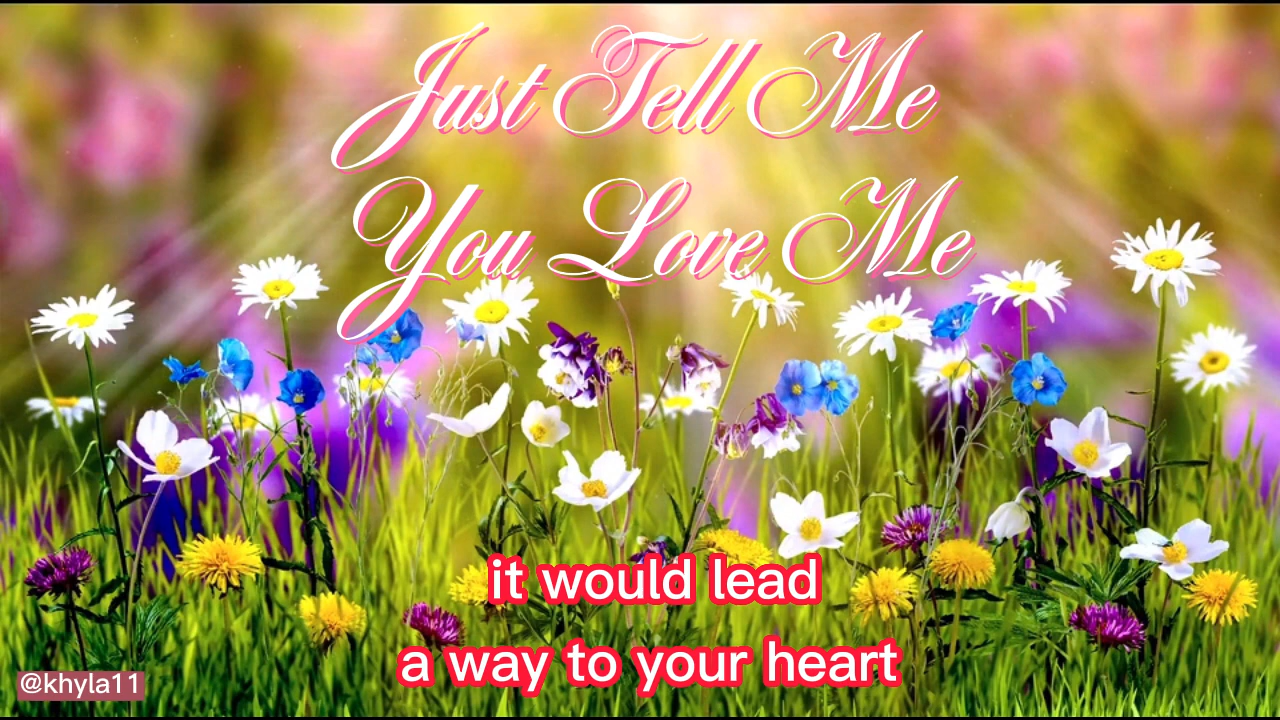 Just Tell Me
You Love Me
it would lead
a way to your heart
@khyla11